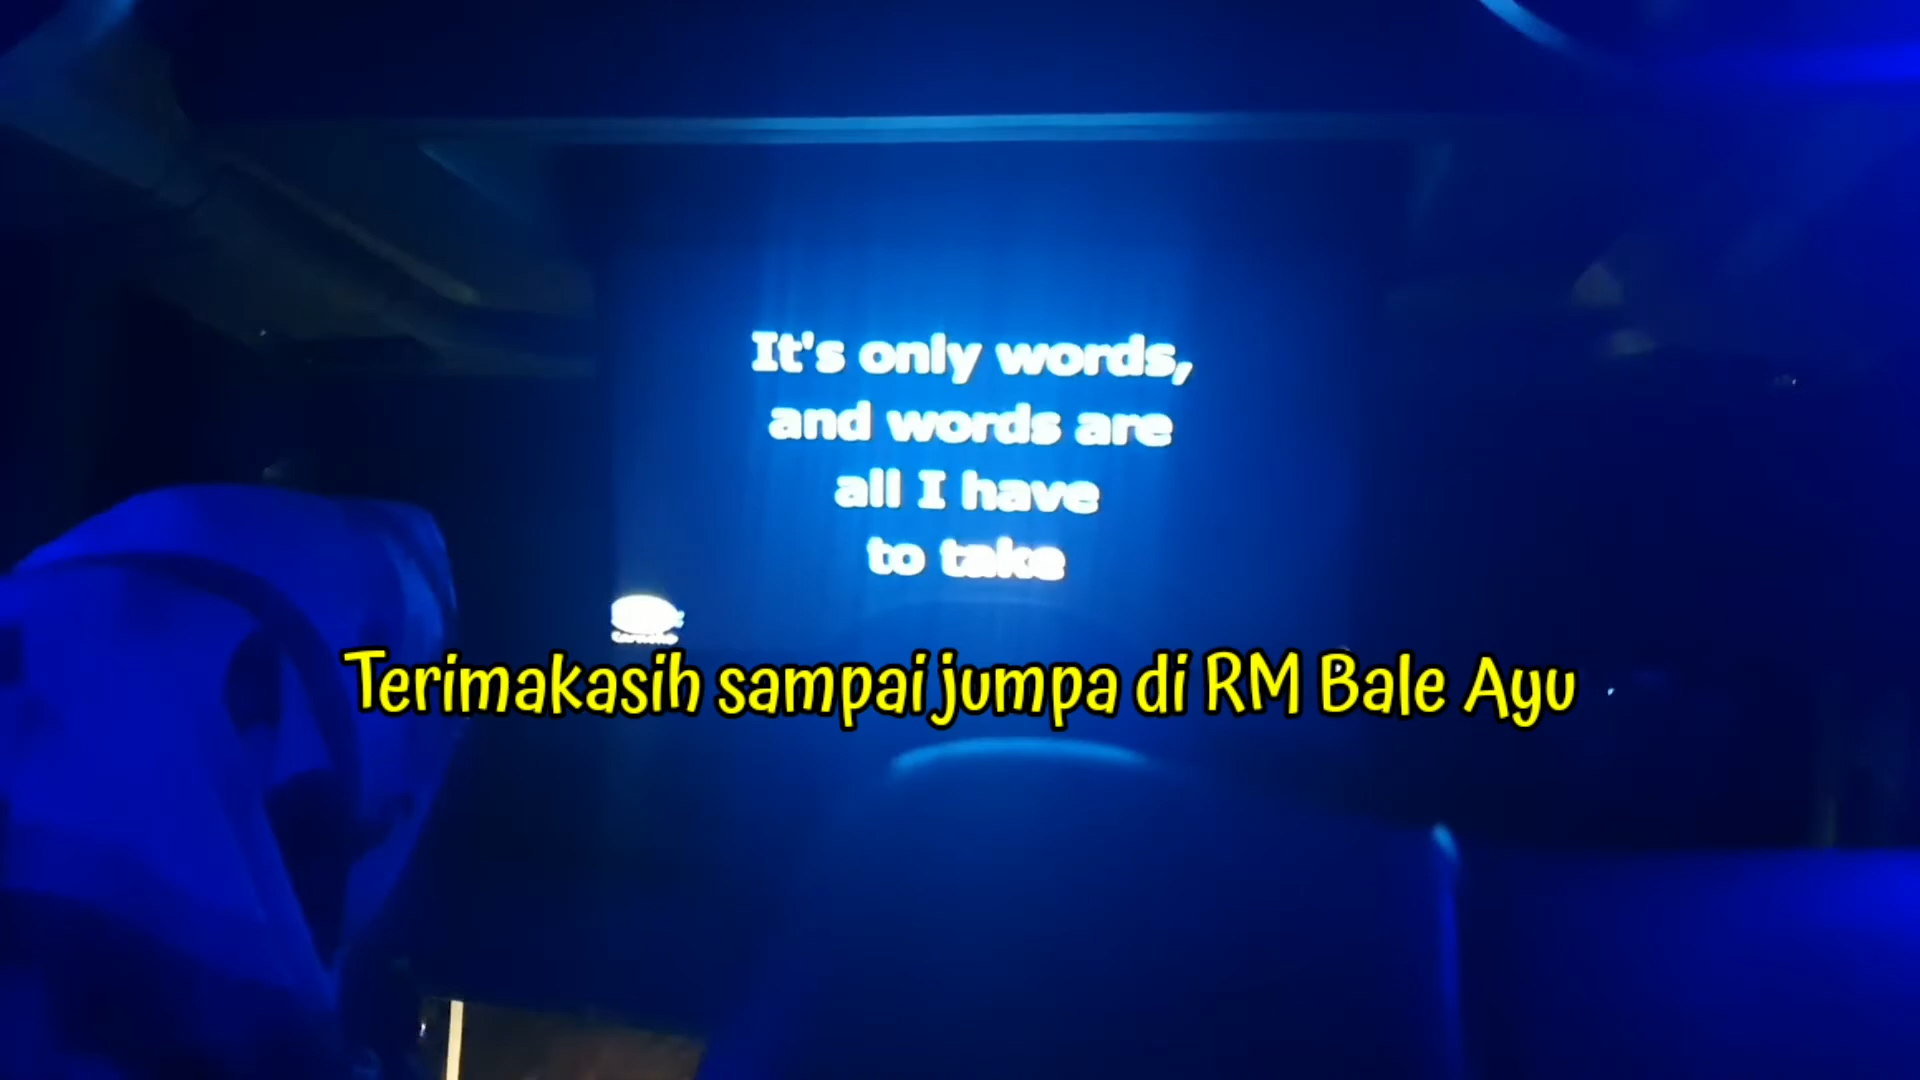 It's only words,
and words are
all I have
to take
Terimakasih sampai jumpa di RM Bale Ayu